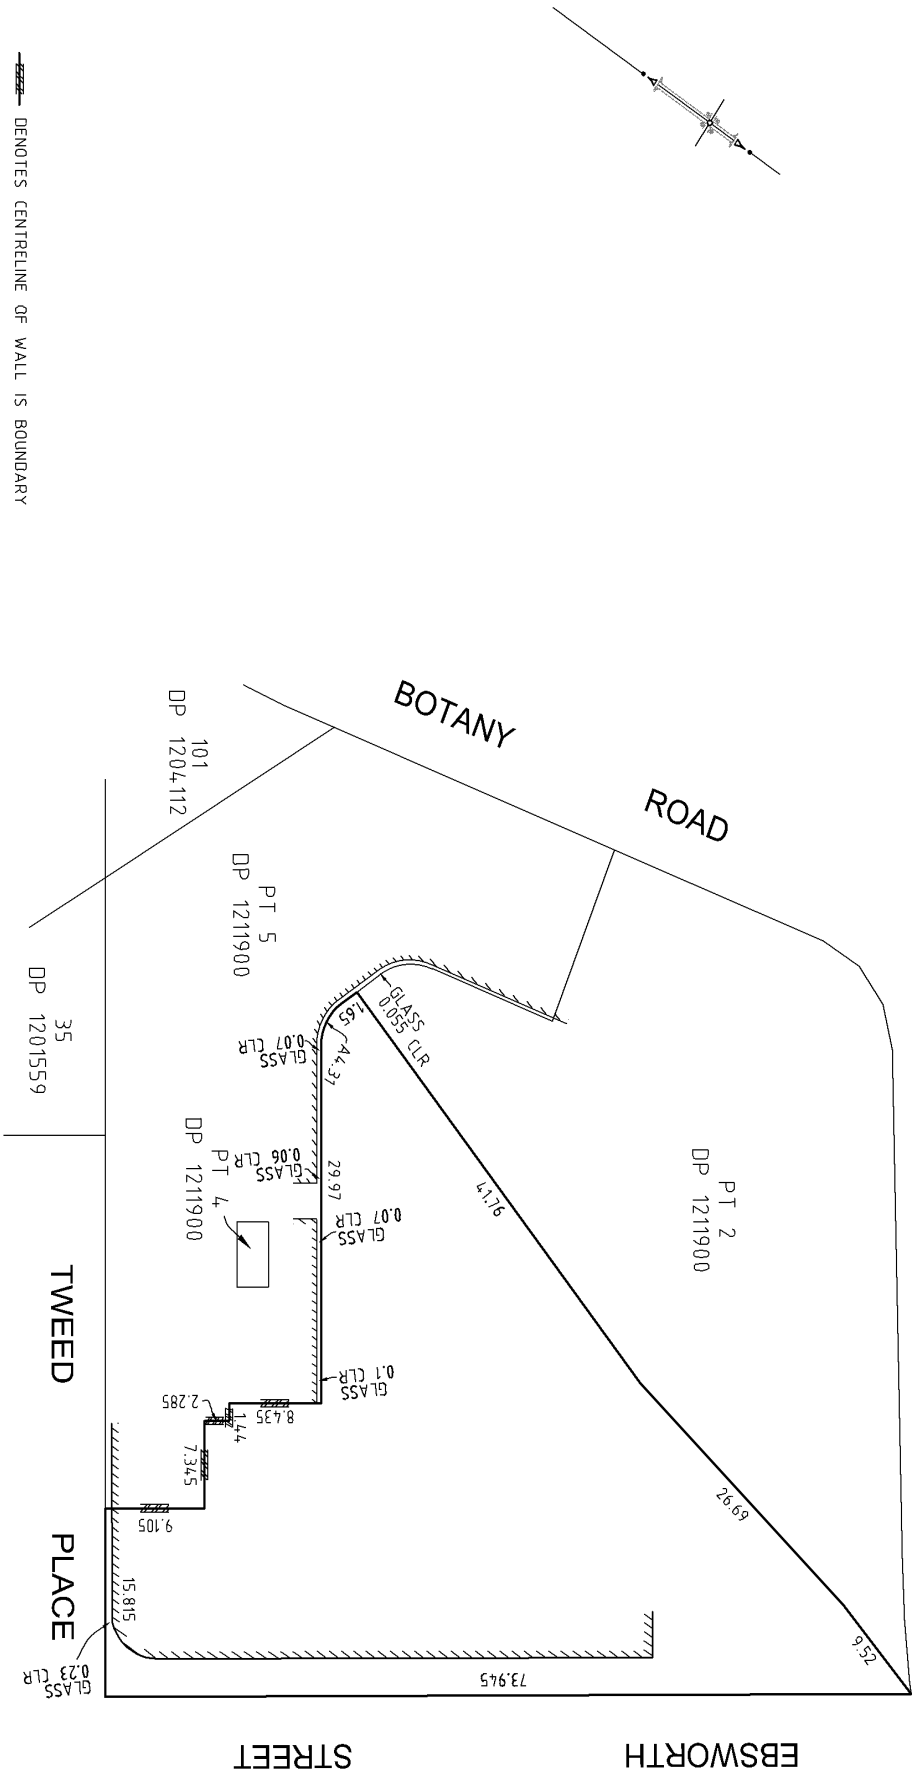 DENOTES CENTRELINE OF WALL IS BOUNDARY
BOTANY
ROAD
101
DP 1204112
PT 5
DP 1211900
35
DP 1201559
GLASS
0.055 CLR
1.65
A4.37
GLASS
0.07 CLR
GLASS
0.06 CLR
29.97
GLASS
0.07 CLR
GLASS
0.1 CLR
PT 4
DP 1211900
PT 2
DP 1211900
41.76
26.69
9.52
2.285
1.44
8.435
7.345
9.105
15.815
GLASS
0.23 CLR
73.945
TWEED
PLACE
EBSWORTH
STREET